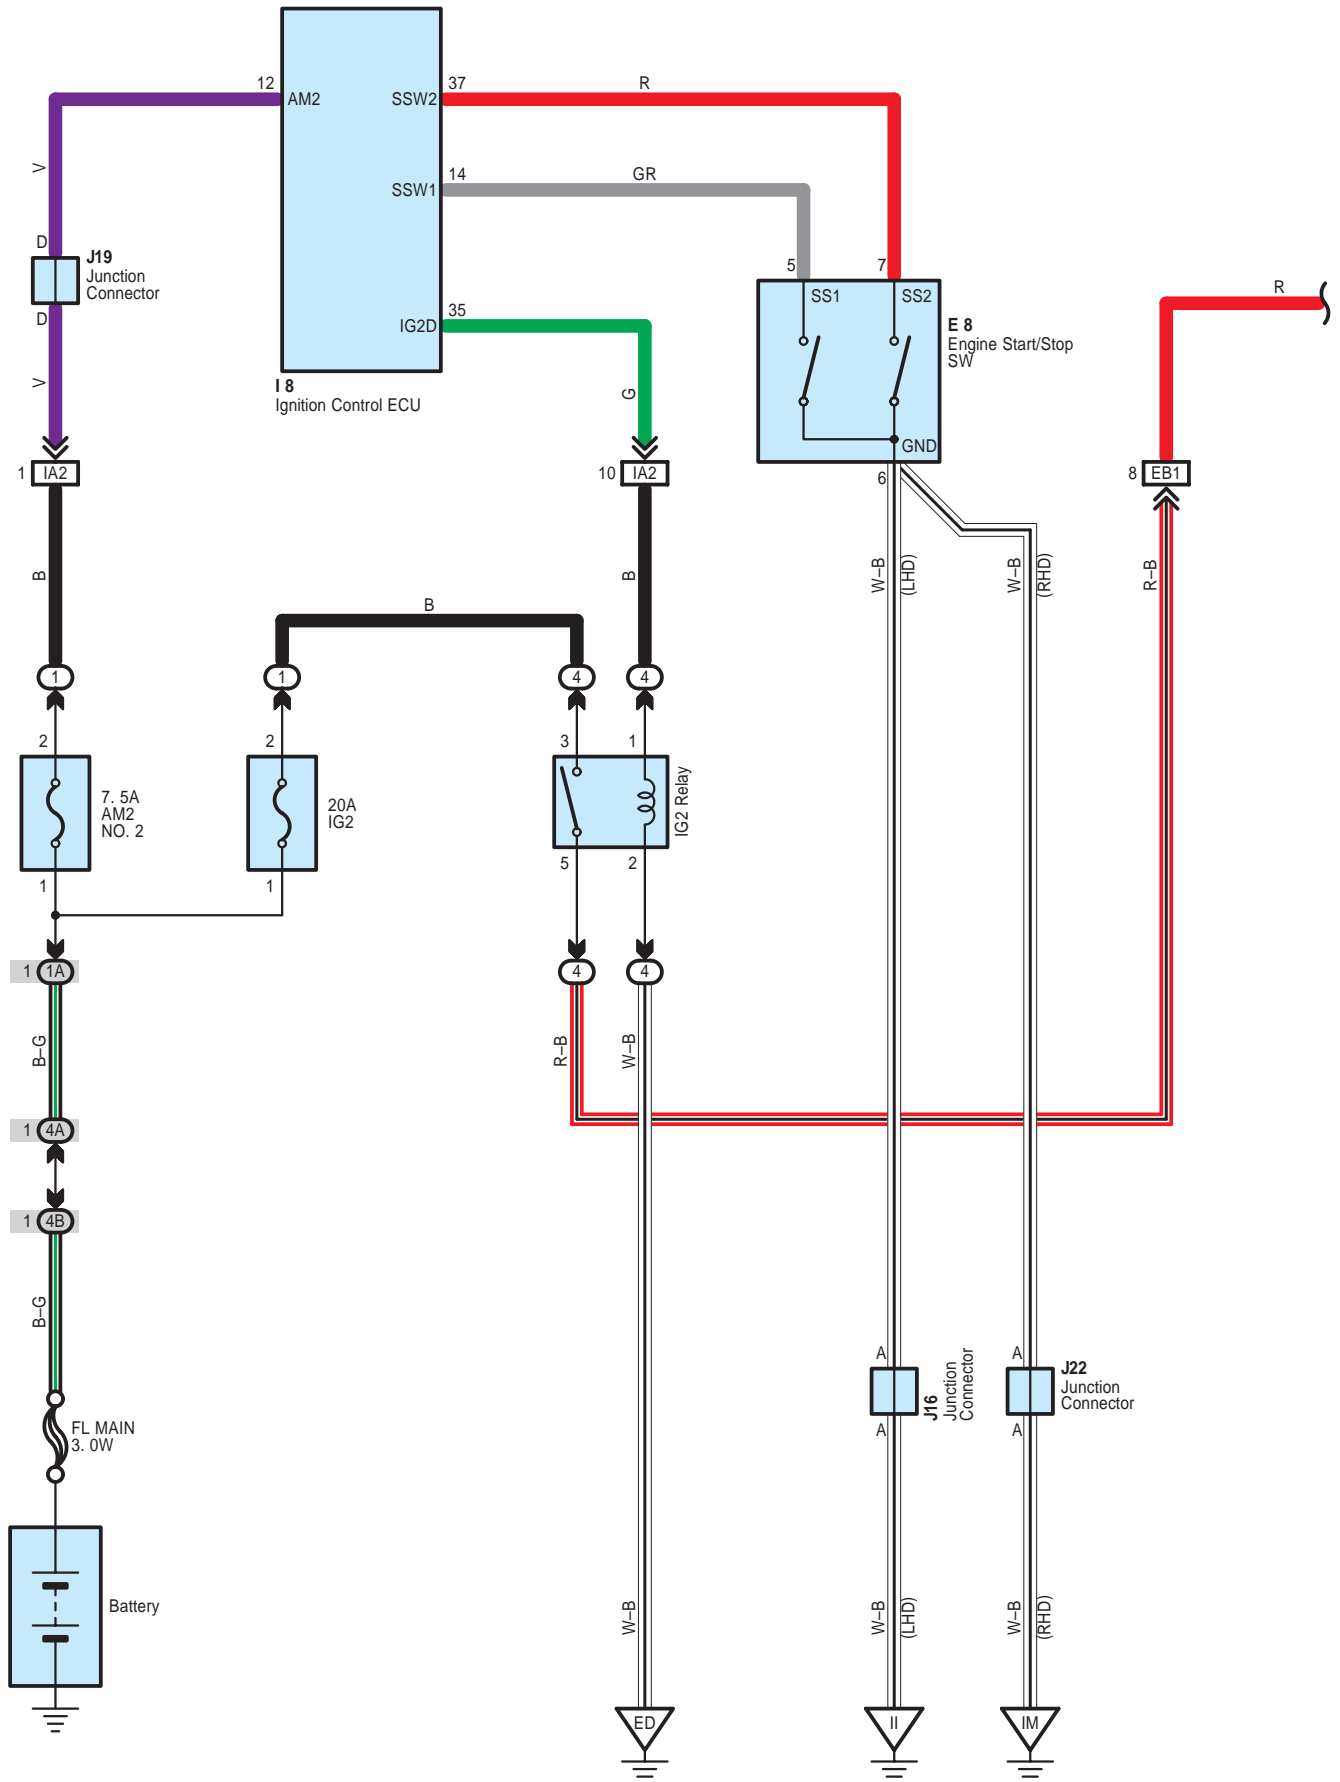 12
AM2
SSW2
37
R
V
SSW1
14
GR
D
J19
Junction
Connector
D
5
7
SS1
SS2
R
IG2D
35
E 8
Engine Start/Stop
SW
V
I 8
Ignition Control ECU
G
GND
1
IA2
10
IA2
6
8
EB1
B
B
W–B
(LHD)
W–B
(RHD)
R–B
B
1
1
4
4
2
2
3
1
7. 5A
AM2
NO. 2
20A
IG2
IG2 Relay
1
1
5
2
1
1A
4
4
B–G
R–B
W–B
1
4A
1
4B
B–G
A
A
J16
Junction
Connector
J22
Junction
Connector
A
A
FL MAIN
3. 0W
Battery
W–B
W–B
(LHD)
W–B
(RHD)
ED
II
IM